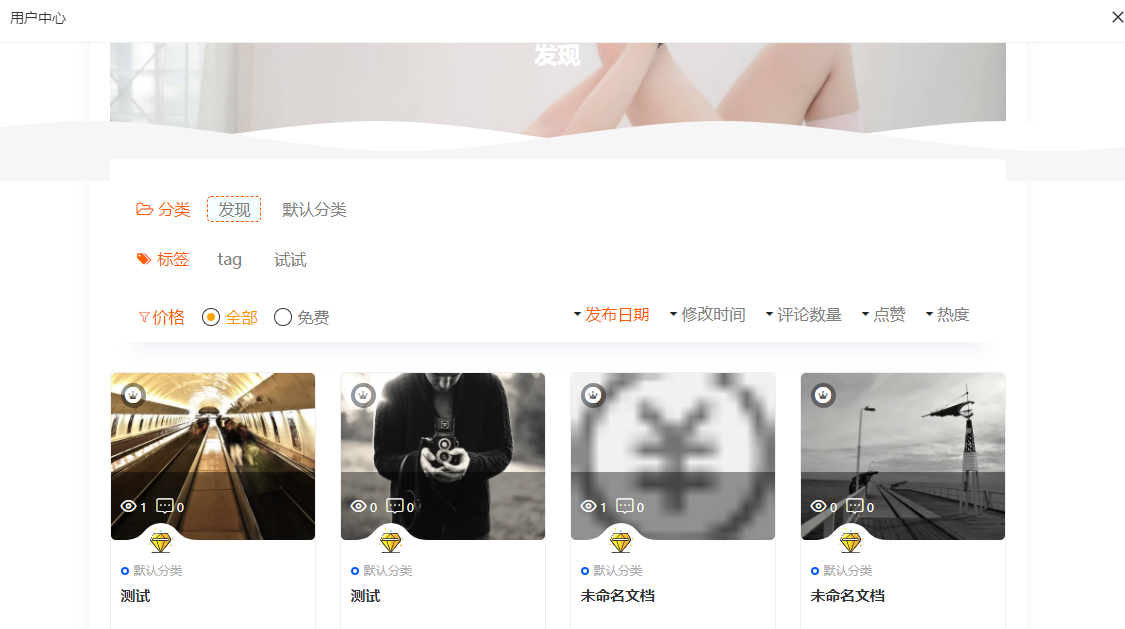 用户中心
发现
分类 发现 默认分类
标签 tag 试试
价格 全部 免费 发布日期 修改时间 评论数量 点赞 热度
1 0 0 0 1 0 0 0
默认分类 默认分类 默认分类 默认分类
测试 测试 未命名文档 未命名文档